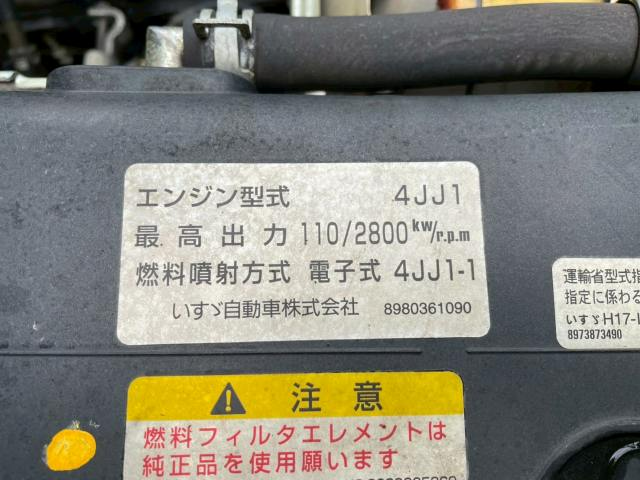 エンジン型式 4JJ1
最高出力 110/2800 kW/r.p.m
燃料噴射方式 電子式 4JJ1-1
いすゞ自動車株式会社 8980361090
運輸省型式指
指定に係わる
いすゞH17-
8973873490
注意
燃料フィルタエレメントは
純正品を使用願います